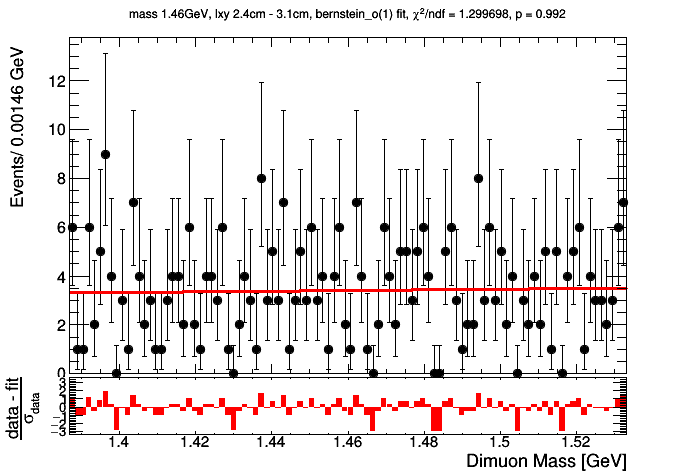 mass 1.46GeV, lxy 2.4cm - 3.1cm, bernstein_o(1) fit, χ²/ndf = 1.299698, p = 0.992
Events/ 0.00146 GeV
12
10
8
6
4
2
0
data - fit
σdata
3
2
1
0
−1
−2
−3
1.4 1.42 1.44 1.46 1.48 1.5 1.52
Dimuon Mass [GeV]